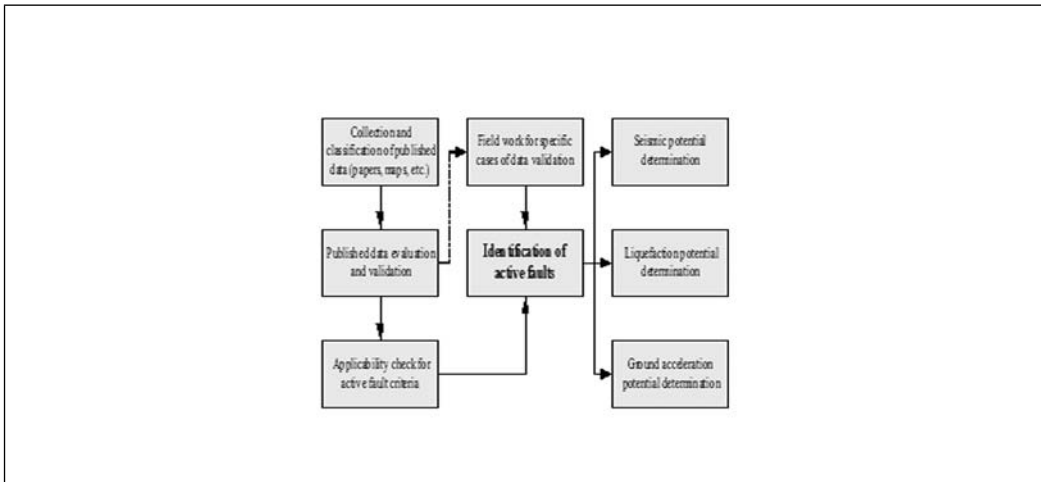 Collection and
classification of published
data (papers, maps, etc.)
Field work for specific
cases of data validation
Seismic potential
determination
Published data evaluation
and validation
Identification of
active faults
Liquefaction potential
determination
Applicability check for
active fault criteria
Ground acceleration
potential determination